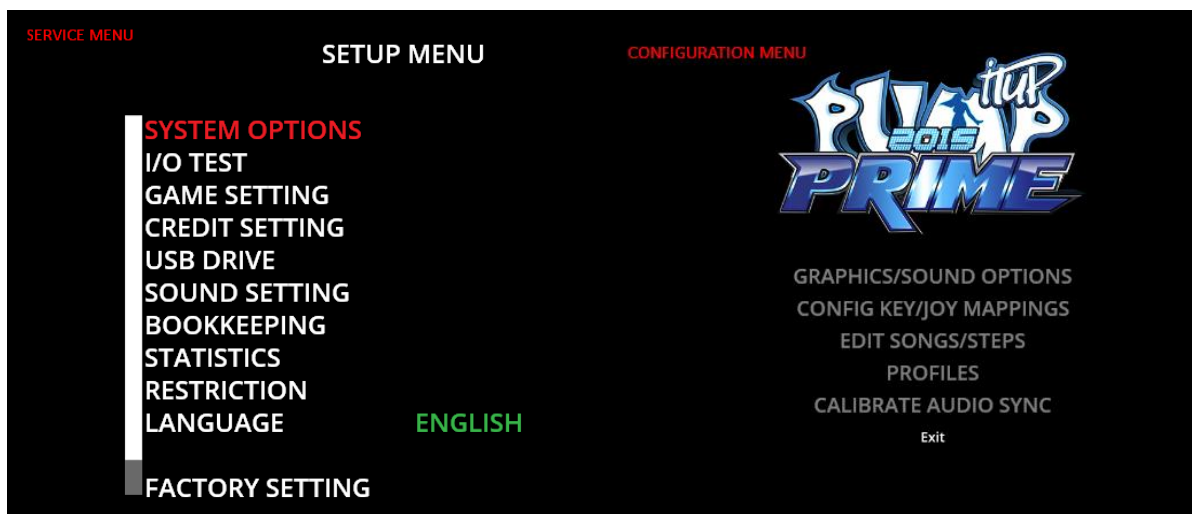 SERVICE MENU
SETUP MENU
SYSTEM OPTIONS
I/O TEST
GAME SETTING
CREDIT SETTING
USB DRIVE
SOUND SETTING
BOOKKEEPING
STATISTICS
RESTRICTION
LANGUAGE ENGLISH
FACTORY SETTING
CONFIGURATION MENU
PUMP itUP
2015
PRIME
GRAPHICS/SOUND OPTIONS
CONFIG KEY/JOY MAPPINGS
EDIT SONGS/STEPS
PROFILES
CALIBRATE AUDIO SYNC
Exit